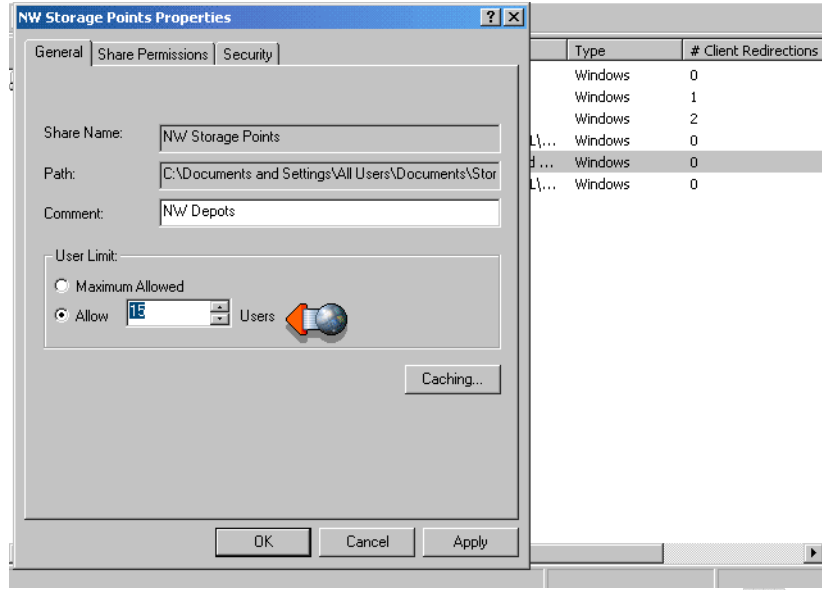 NW Storage Points Properties
General Share Permissions Security
Share Name: NW Storage Points
Path: C:\Documents and Settings\All Users\Documents\Stor
Comment: NW Depots
User Limit:
Maximum Allowed
Allow 15 Users
Caching...
OK Cancel Apply
Type # Client Redirections
Windows 0
Windows 1
Windows 2
L\... Windows 0
d ... Windows 0
L\... Windows 0